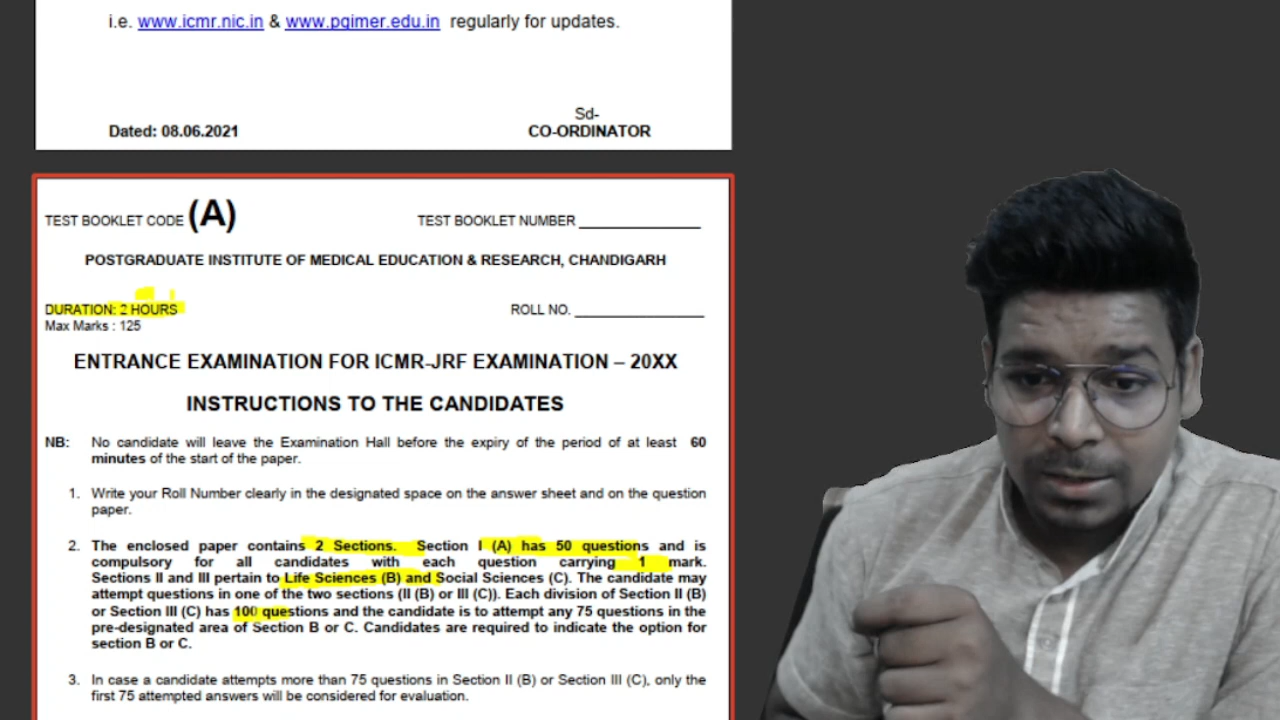 i.e. www.icmr.nic.in & www.pgimer.edu.in regularly for updates.
Sd-
Dated: 08.06.2021 CO-ORDINATOR
TEST BOOKLET CODE (A) TEST BOOKLET NUMBER _______________
POSTGRADUATE INSTITUTE OF MEDICAL EDUCATION & RESEARCH, CHANDIGARH
DURATION: 2 HOURS ROLL NO. ________________
Max Marks : 125
ENTRANCE EXAMINATION FOR ICMR-JRF EXAMINATION – 20XX
INSTRUCTIONS TO THE CANDIDATES
NB: No candidate will leave the Examination Hall before the expiry of the period of at least 60
minutes of the start of the paper.
1. Write your Roll Number clearly in the designated space on the answer sheet and on the question
paper.
2. The enclosed paper contains 2 Sections. Section I (A) has 50 questions and is
compulsory for all candidates with each question carrying 1 mark.
Sections II and III pertain to Life Sciences (B) and Social Sciences (C). The candidate may
attempt questions in one of the two sections (II (B) or III (C)). Each division of Section II (B)
or Section III (C) has 100 questions and the candidate is to attempt any 75 questions in the
pre-designated area of Section B or C. Candidates are required to indicate the option for
section B or C.
3. In case a candidate attempts more than 75 questions in Section II (B) or Section III (C), only the
first 75 attempted answers will be considered for evaluation.